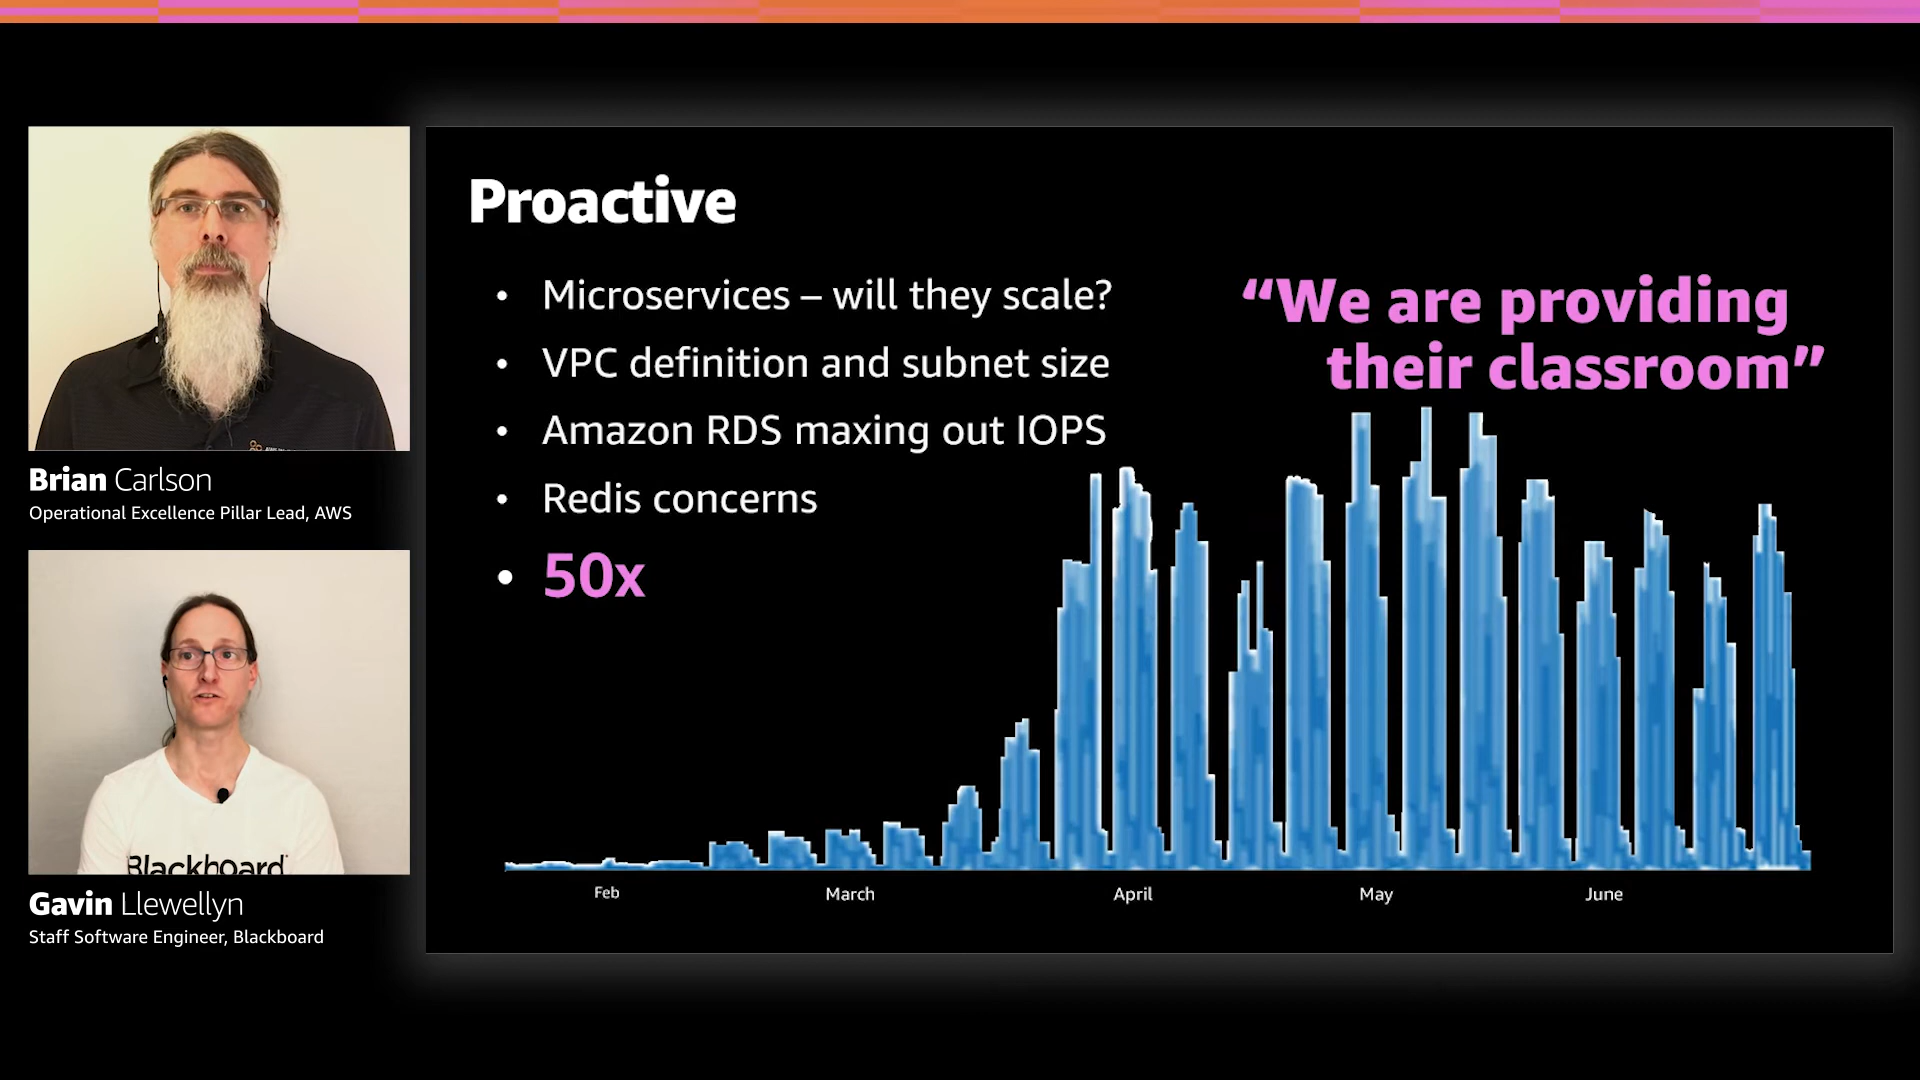 Proactive
• Microservices – will they scale?
• VPC definition and subnet size
• Amazon RDS maxing out IOPS
• Redis concerns
• 50x
“We are providing
their classroom”
Feb March April May June
Brian Carlson
Operational Excellence Pillar Lead, AWS
Blackboard
Gavin Llewellyn
Staff Software Engineer, Blackboard